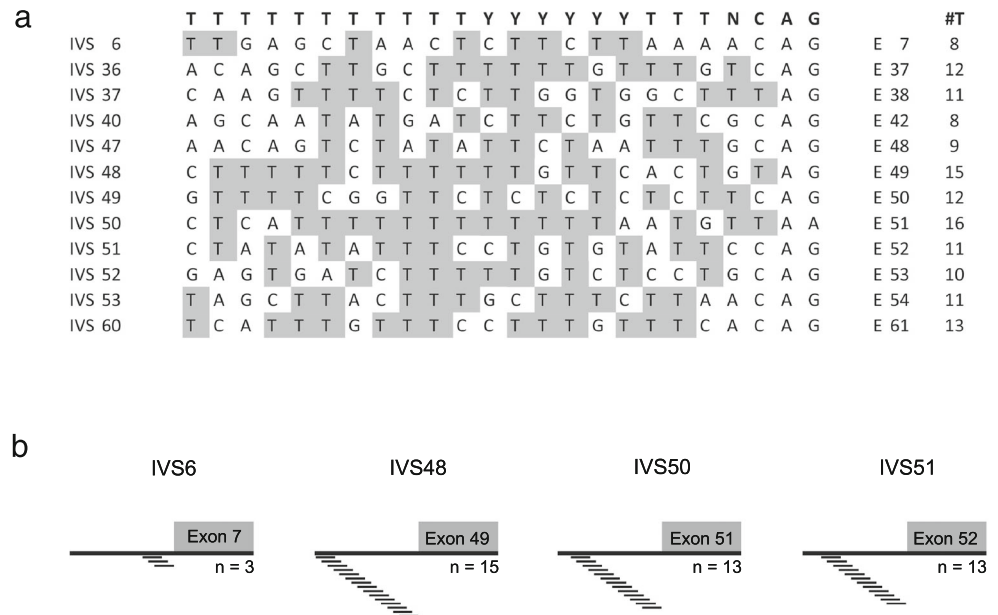 a
T T T T T T T T T T T Y Y Y Y Y Y T T T N C A G #T
IVS 6 T T G A G C T A A C T C T T C T T A A A A C A G E 7 8
IVS 36 A C A G C T T G C T T T T T T G T T T G T C A G E 37 12
IVS 37 C A A G T T T T C T C T T G G T G G C T T T A G E 38 11
IVS 40 A G C A A T A T G A T C T T C T G T T C G C A G E 42 8
IVS 47 A A C A G T C T A T A T T C T A A T T T G C A G E 48 9
IVS 48 C T T T T T C T T T T T T G T T C A C T G T A G E 49 15
IVS 49 G T T T T C G G T T C T C T C T C T C T T C A G E 50 12
IVS 50 C T C A T T T T T T T T T T T T A A T G T T A A E 51 16
IVS 51 C T A T A T A T T T C C T G T G T A T T C C A G E 52 11
IVS 52 G A G T G A T C T T T T T G T C T C C T G C A G E 53 10
IVS 53 T A G C T T A C T T T G C T T T C T T A A C A G E 54 11
IVS 60 T C A T T T G T T T C C T T T G T T T C A C A G E 61 13
b
IVS6 IVS48 IVS50 IVS51
Exon 7 Exon 49 Exon 51 Exon 52
n = 3 n = 15 n = 13 n = 13